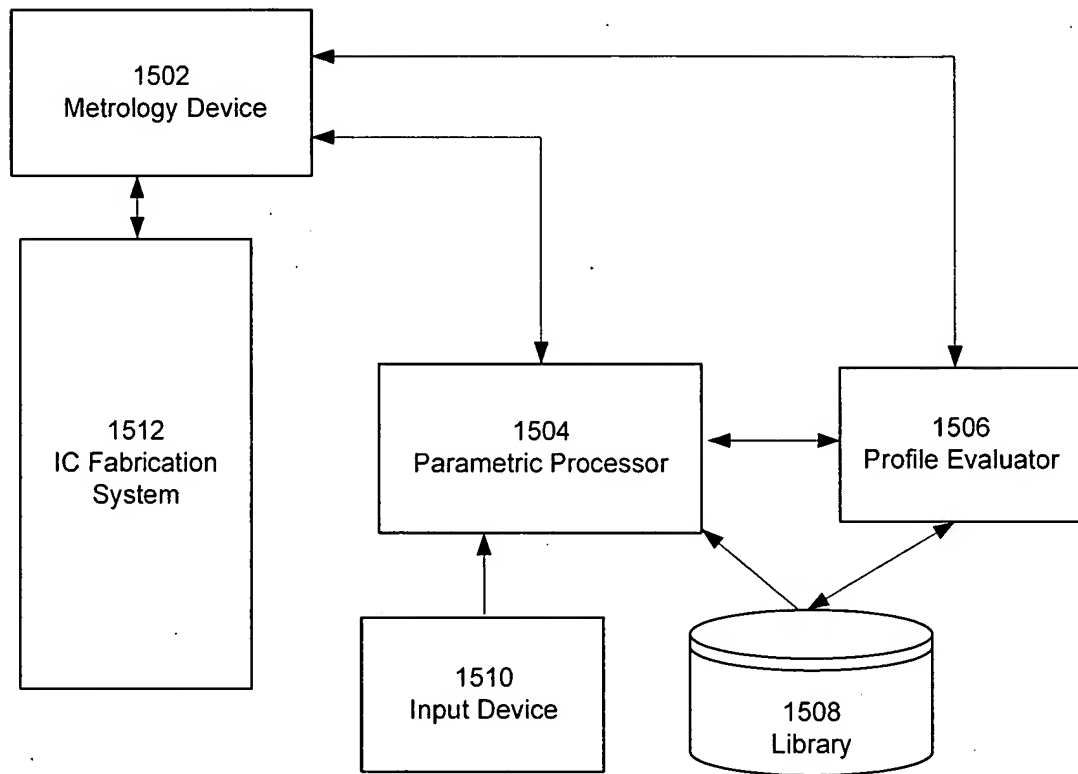 1502
Metrology Device
1512
IC Fabrication
System
1504
Parametric Processor
1506
Profile Evaluator
1510
Input Device
1508
Library